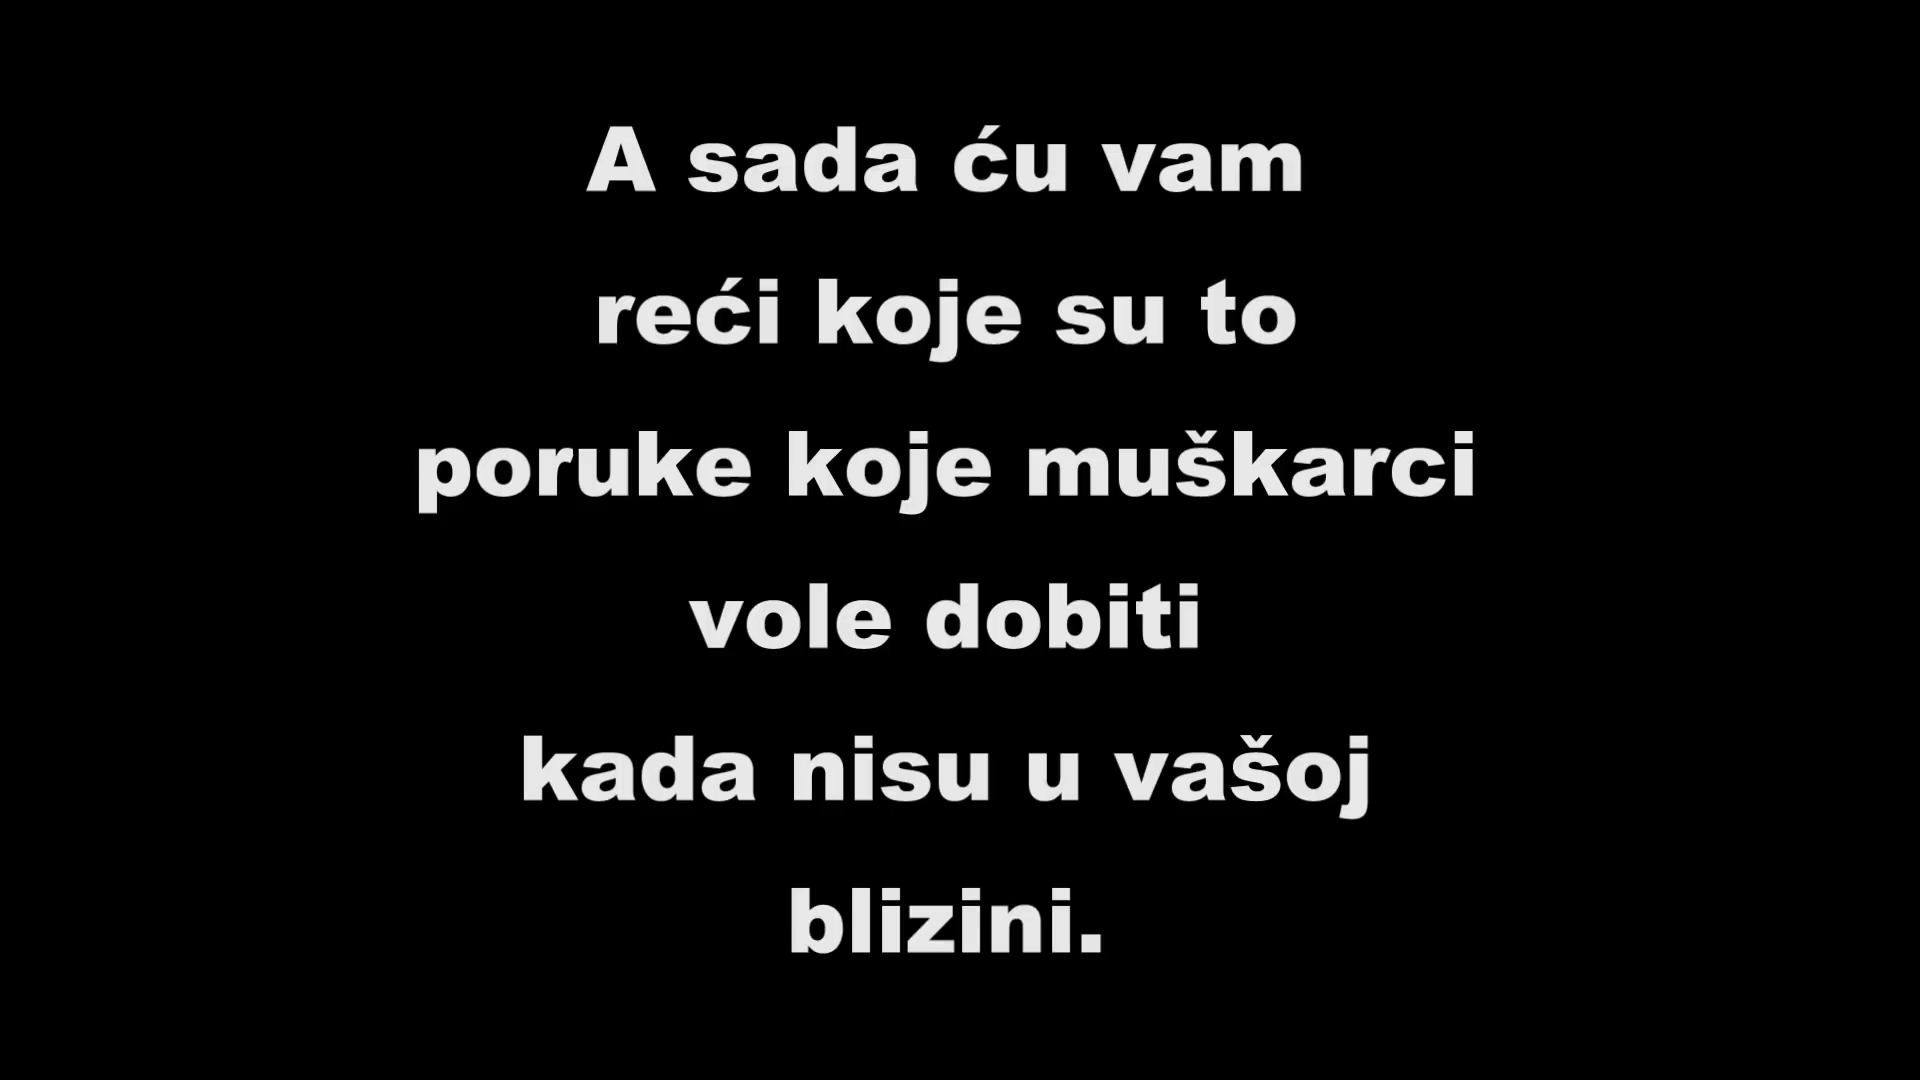 A sada ću vam
reći koje su to
poruke koje muškarci
vole dobiti
kada nisu u vašoj
blizini.